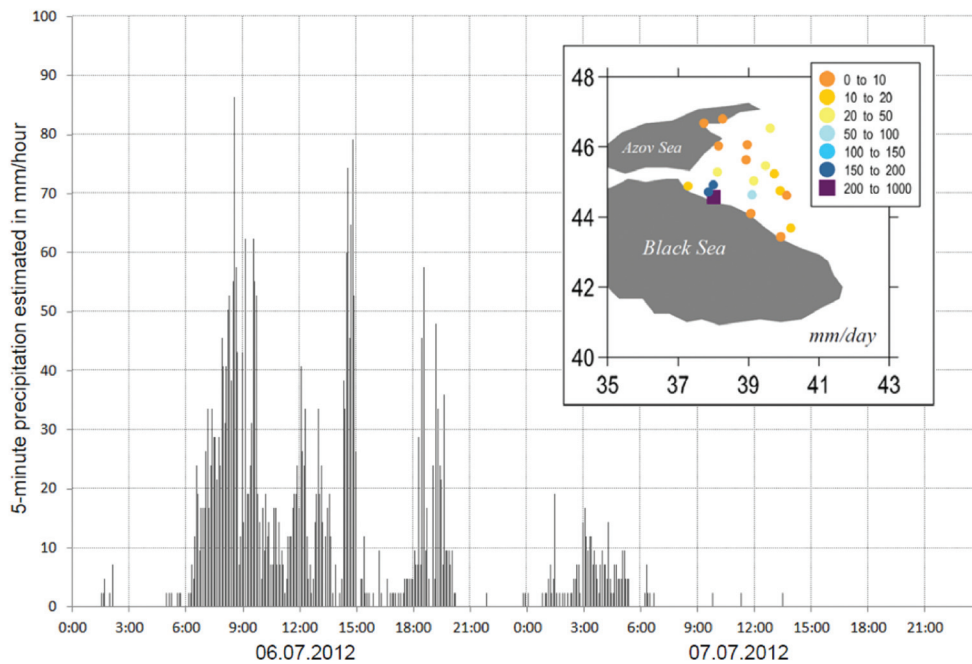 5-minute precipitation estimated in mm/hour
100
90
80
70
60
50
40
30
20
10
0
0:00 3:00 6:00 9:00 12:00 15:00 18:00 21:00 0:00 3:00 6:00 9:00 12:00 15:00 18:00 21:00
06.07.2012 07.07.2012
48
46
44
42
40
35 37 39 41 43
Azov Sea
Black Sea
mm/day
0 to 10
10 to 20
20 to 50
50 to 100
100 to 150
150 to 200
200 to 1000